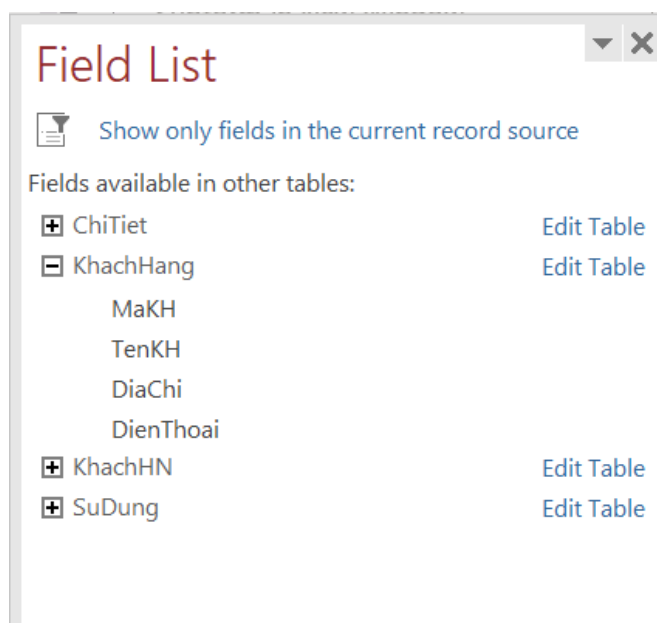 Field List
Show only fields in the current record source
Fields available in other tables:
ChiTiet Edit Table
KhachHang Edit Table
MaKH
TenKH
DiaChi
DienThoai
KhachHN Edit Table
SuDung Edit Table